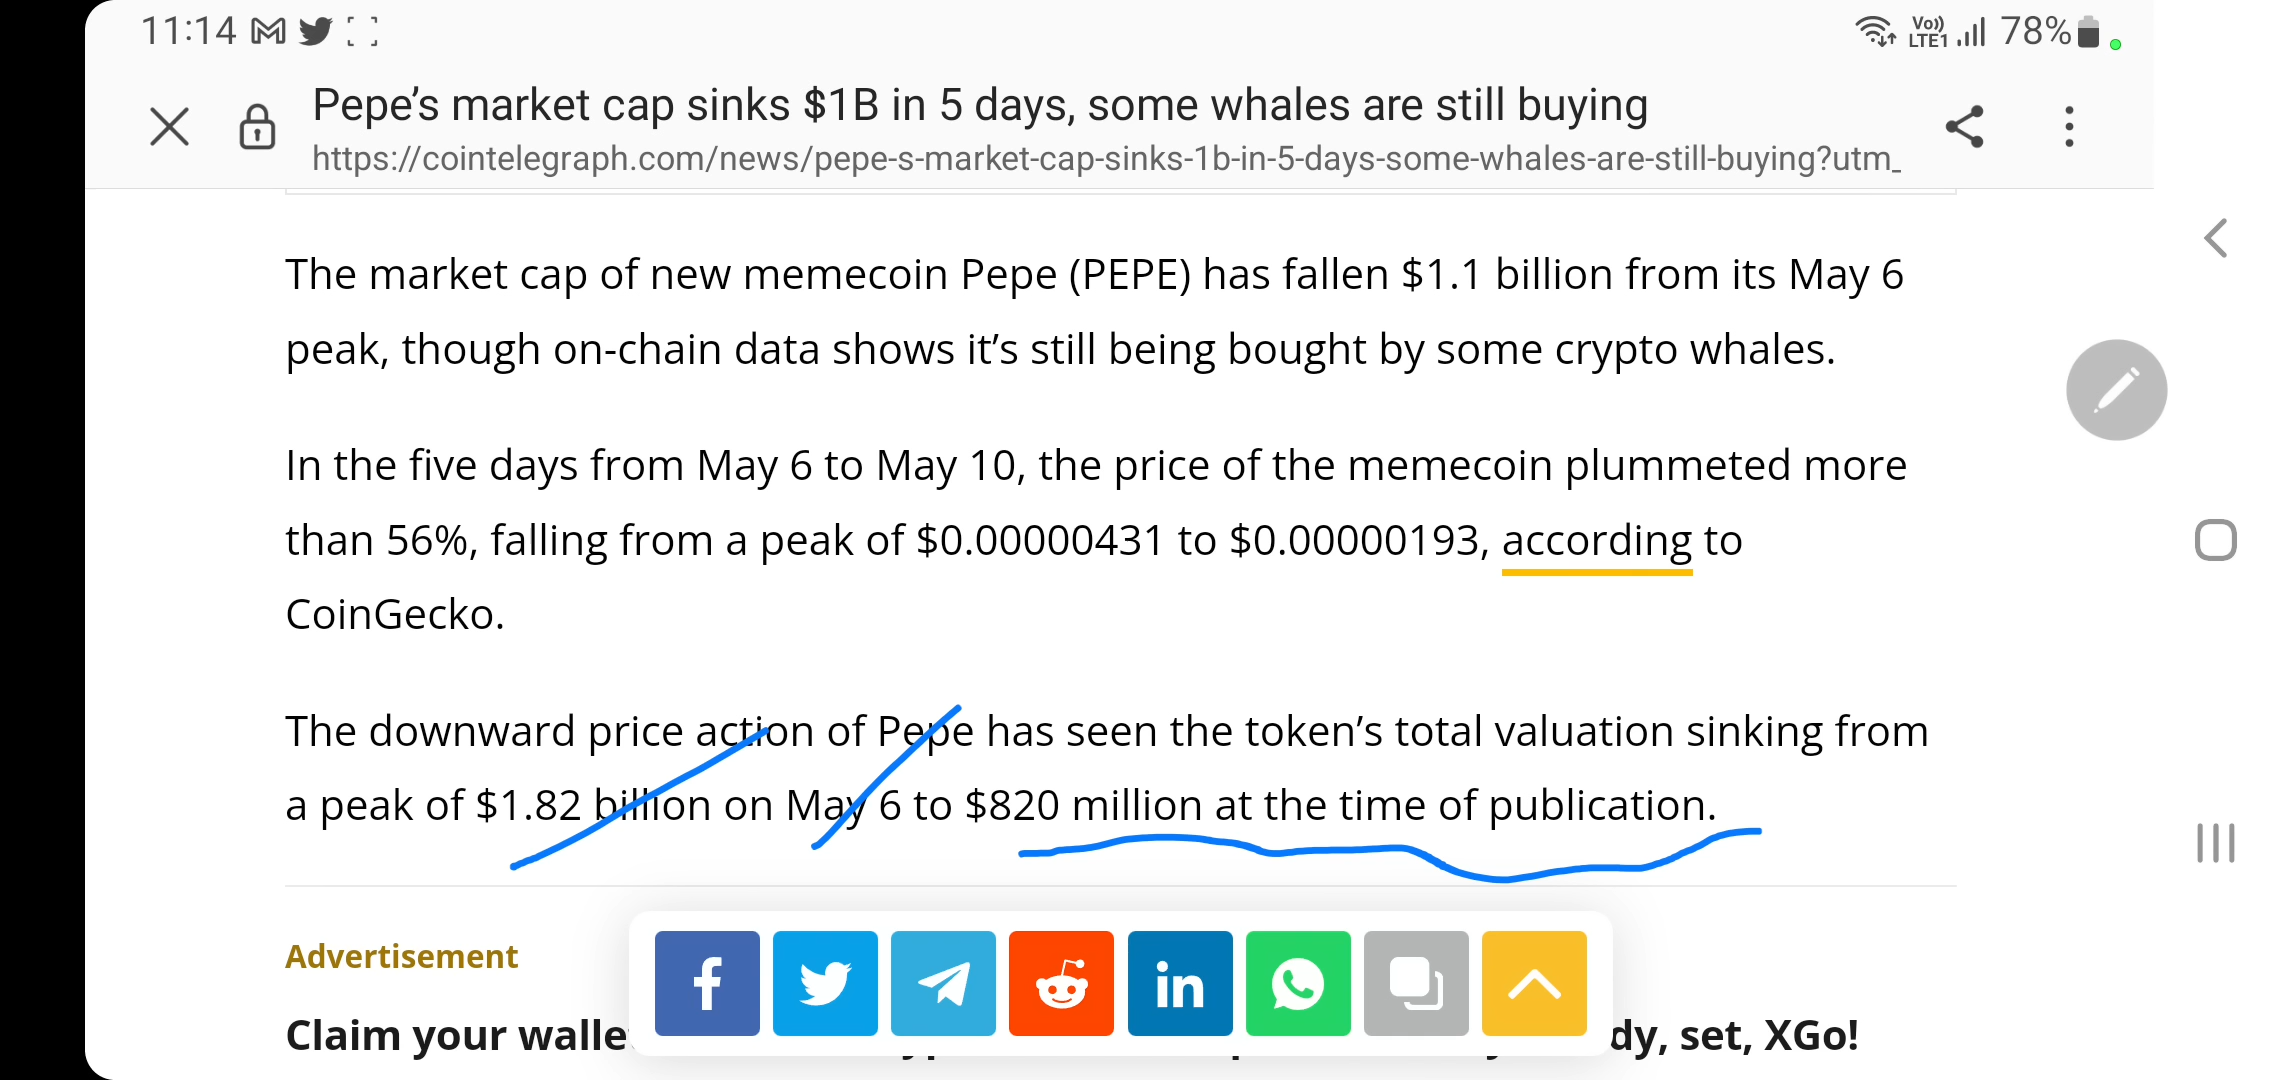 11:14
Vo))
LTE1
78%
Pepe’s market cap sinks $1B in 5 days, some whales are still buying
https://cointelegraph.com/news/pepe-s-market-cap-sinks-1b-in-5-days-some-whales-are-still-buying?utm_
The market cap of new memecoin Pepe (PEPE) has fallen $1.1 billion from its May 6
peak, though on-chain data shows it’s still being bought by some crypto whales.
In the five days from May 6 to May 10, the price of the memecoin plummeted more
than 56%, falling from a peak of $0.00000431 to $0.00000193, according to
CoinGecko.
The downward price action of Pepe has seen the token’s total valuation sinking from
a peak of $1.82 billion on May 6 to $820 million at the time of publication.
Advertisement
f
in
Claim your set, XGo!